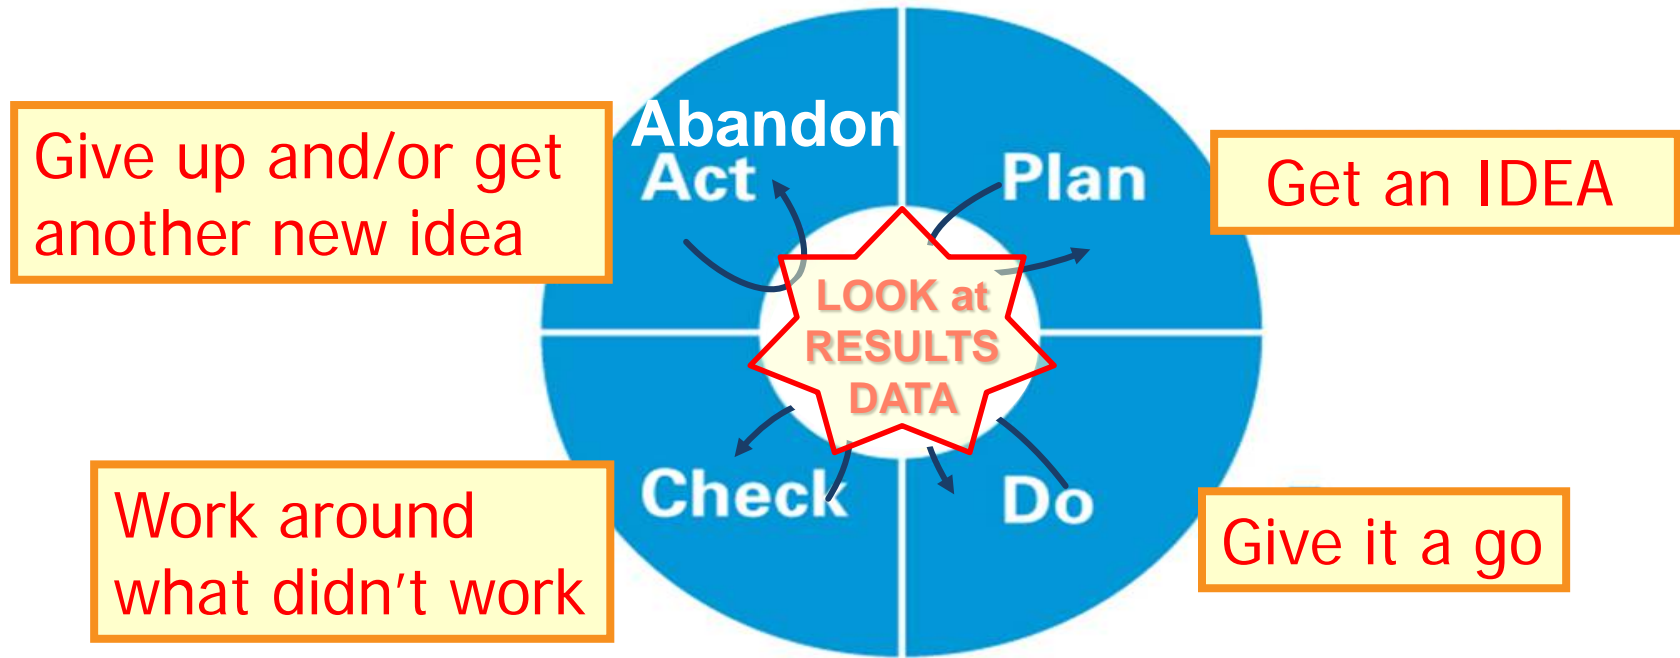 Give up and/or get
another new idea
Abandon
Act
Plan
Get an IDEA
LOOK at
RESULTS
DATA
Work around
what didn't work
Check
Do
Give it a go